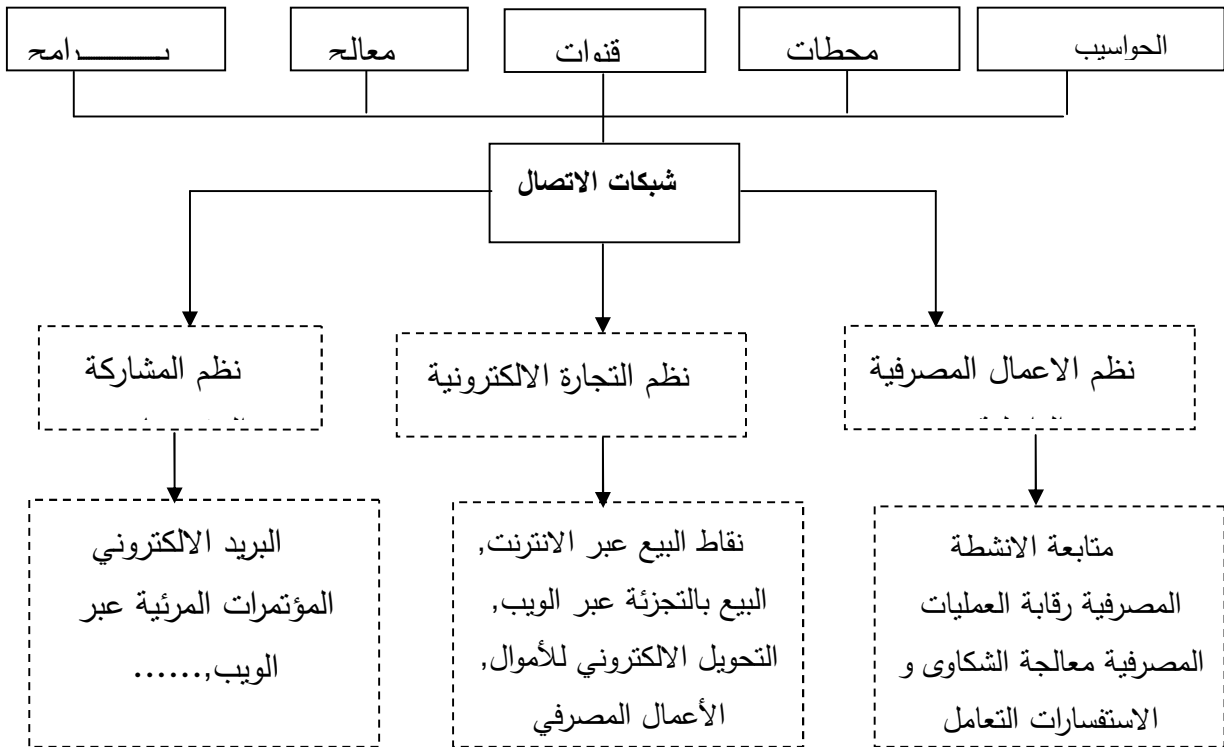 الحواسيب
محطات
قنوات
معالج
برامج
شبكات الاتصال
نظم الاعمال المصرفية
نظم التجارة الالكترونية
نظم المشاركة
متابعة الانشطة
المصرفية رقابة العمليات
المصرفية معالجة الشكاوى و
الاستفسارات التعامل
نقاط البيع عبر الانترنت,
البيع بالتجزئة عبر الويب,
التحويل الالكتروني للأموال,
الأعمال المصرفي
البريد الالكتروني
المؤتمرات المرئية عبر
الويب,......